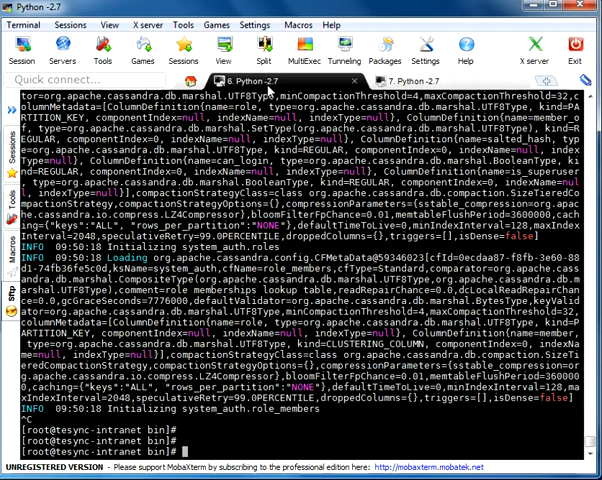 Python -2.7
Terminal Sessions View X server Tools Games Settings Macros Help
Session Servers Tools Games Sessions View Split MultiExec Tunneling Packages Settings Help X server Exit
Quick connect...
6. Python -2.7
7. Python -2.7
Sessions
Tools
Macros
Sftp
tor=org.apache.cassandra.db.marshal.UTF8Type,minCompactionThreshold=4,maxCompactionThreshold=32,c
olumnMetadata=[ColumnDefinition{name=role, type=org.apache.cassandra.db.marshal.UTF8Type, kind=PA
RTITION_KEY, componentIndex=null, indexName=null, indexType=null}, ColumnDefinition{name=member_o
f, type=org.apache.cassandra.db.marshal.SetType(org.apache.cassandra.db.marshal.UTF8Type), kind=R
EGULAR, componentIndex=null, indexName=null, indexType=null}, ColumnDefinition{name=salted_hash, ty
pe=org.apache.cassandra.db.marshal.UTF8Type, kind=REGULAR, componentIndex=null, indexName=null, i
ndexType=null}, ColumnDefinition{name=can_login, type=org.apache.cassandra.db.marshal.BooleanType, ki
nd=REGULAR, componentIndex=null, indexName=null, indexType=null}, ColumnDefinition{name=is_superuser
, type=org.apache.cassandra.db.marshal.BooleanType, kind=REGULAR, componentIndex=null, indexName=nul
l, indexType=null}],compactionStrategyClass=class org.apache.cassandra.db.compaction.SizeTieredCo
mpactionStrategy,compactionStrategyOptions={},compressionParameters={sstable_compression=org.apac
he.cassandra.io.compress.LZ4Compressor},bloomFilterFpChance=0.01,memtableFlushPeriod=3600000,cach
ing={"keys":"ALL", "rows_per_partition":"NONE"},defaultTimeToLive=0,minIndexInterval=128,maxIndex
Interval=2048,speculativeRetry=99.0PERCENTILE,droppedColumns={},triggers=[],isDense=false]
INFO 09:50:18 Initializing system_auth.roles
INFO 09:50:18 Loading org.apache.cassandra.config.CFMetaData@59346023[cfId=0ecdaa87-f8fb-3e60-88
d1-74fb36fe5c0d,ksName=system_auth,cfName=role_members,cfType=Standard,comparator=org.apache.cass
andra.db.marshal.CompositeType(org.apache.cassandra.db.marshal.UTF8Type,org.apache.cassandra.db.m
arshal.UTF8Type),comment=role memberships lookup table,readRepairChance=0.0,dcLocalReadRepairChan
ce=0.0,gcGraceSeconds=7776000,defaultValidator=org.apache.cassandra.db.marshal.BytesType,keyValid
ator=org.apache.cassandra.db.marshal.UTF8Type,minCompactionThreshold=4,maxCompactionThreshold=32,
columnMetadata=[ColumnDefinition{name=role, type=org.apache.cassandra.db.marshal.UTF8Type, kind=P
ARTITION_KEY, componentIndex=null, indexName=null, indexType=null}, ColumnDefinition{name=member,
type=org.apache.cassandra.db.marshal.UTF8Type, kind=CLUSTERING_COLUMN, componentIndex=0, indexNa
me=null, indexType=null}],compactionStrategyClass=class org.apache.cassandra.db.compaction.SizeTi
eredCompactionStrategy,compactionStrategyOptions={},compressionParameters={sstable_compression=or
g.apache.cassandra.io.compress.LZ4Compressor},bloomFilterFpChance=0.01,memtableFlushPeriod=360000
0,caching={"keys":"ALL", "rows_per_partition":"NONE"},defaultTimeToLive=0,minIndexInterval=128,ma
xIndexInterval=2048,speculativeRetry=99.0PERCENTILE,droppedColumns={},triggers=[],isDense=false]
INFO 09:50:18 Initializing system_auth.role_members
^C
[root@tesync-intranet bin]#
[root@tesync-intranet bin]#
[root@tesync-intranet bin]#
UNREGISTERED VERSION - Please support MobaXterm by subscribing to the professional edition here: http://mobaxterm.mobatek.net